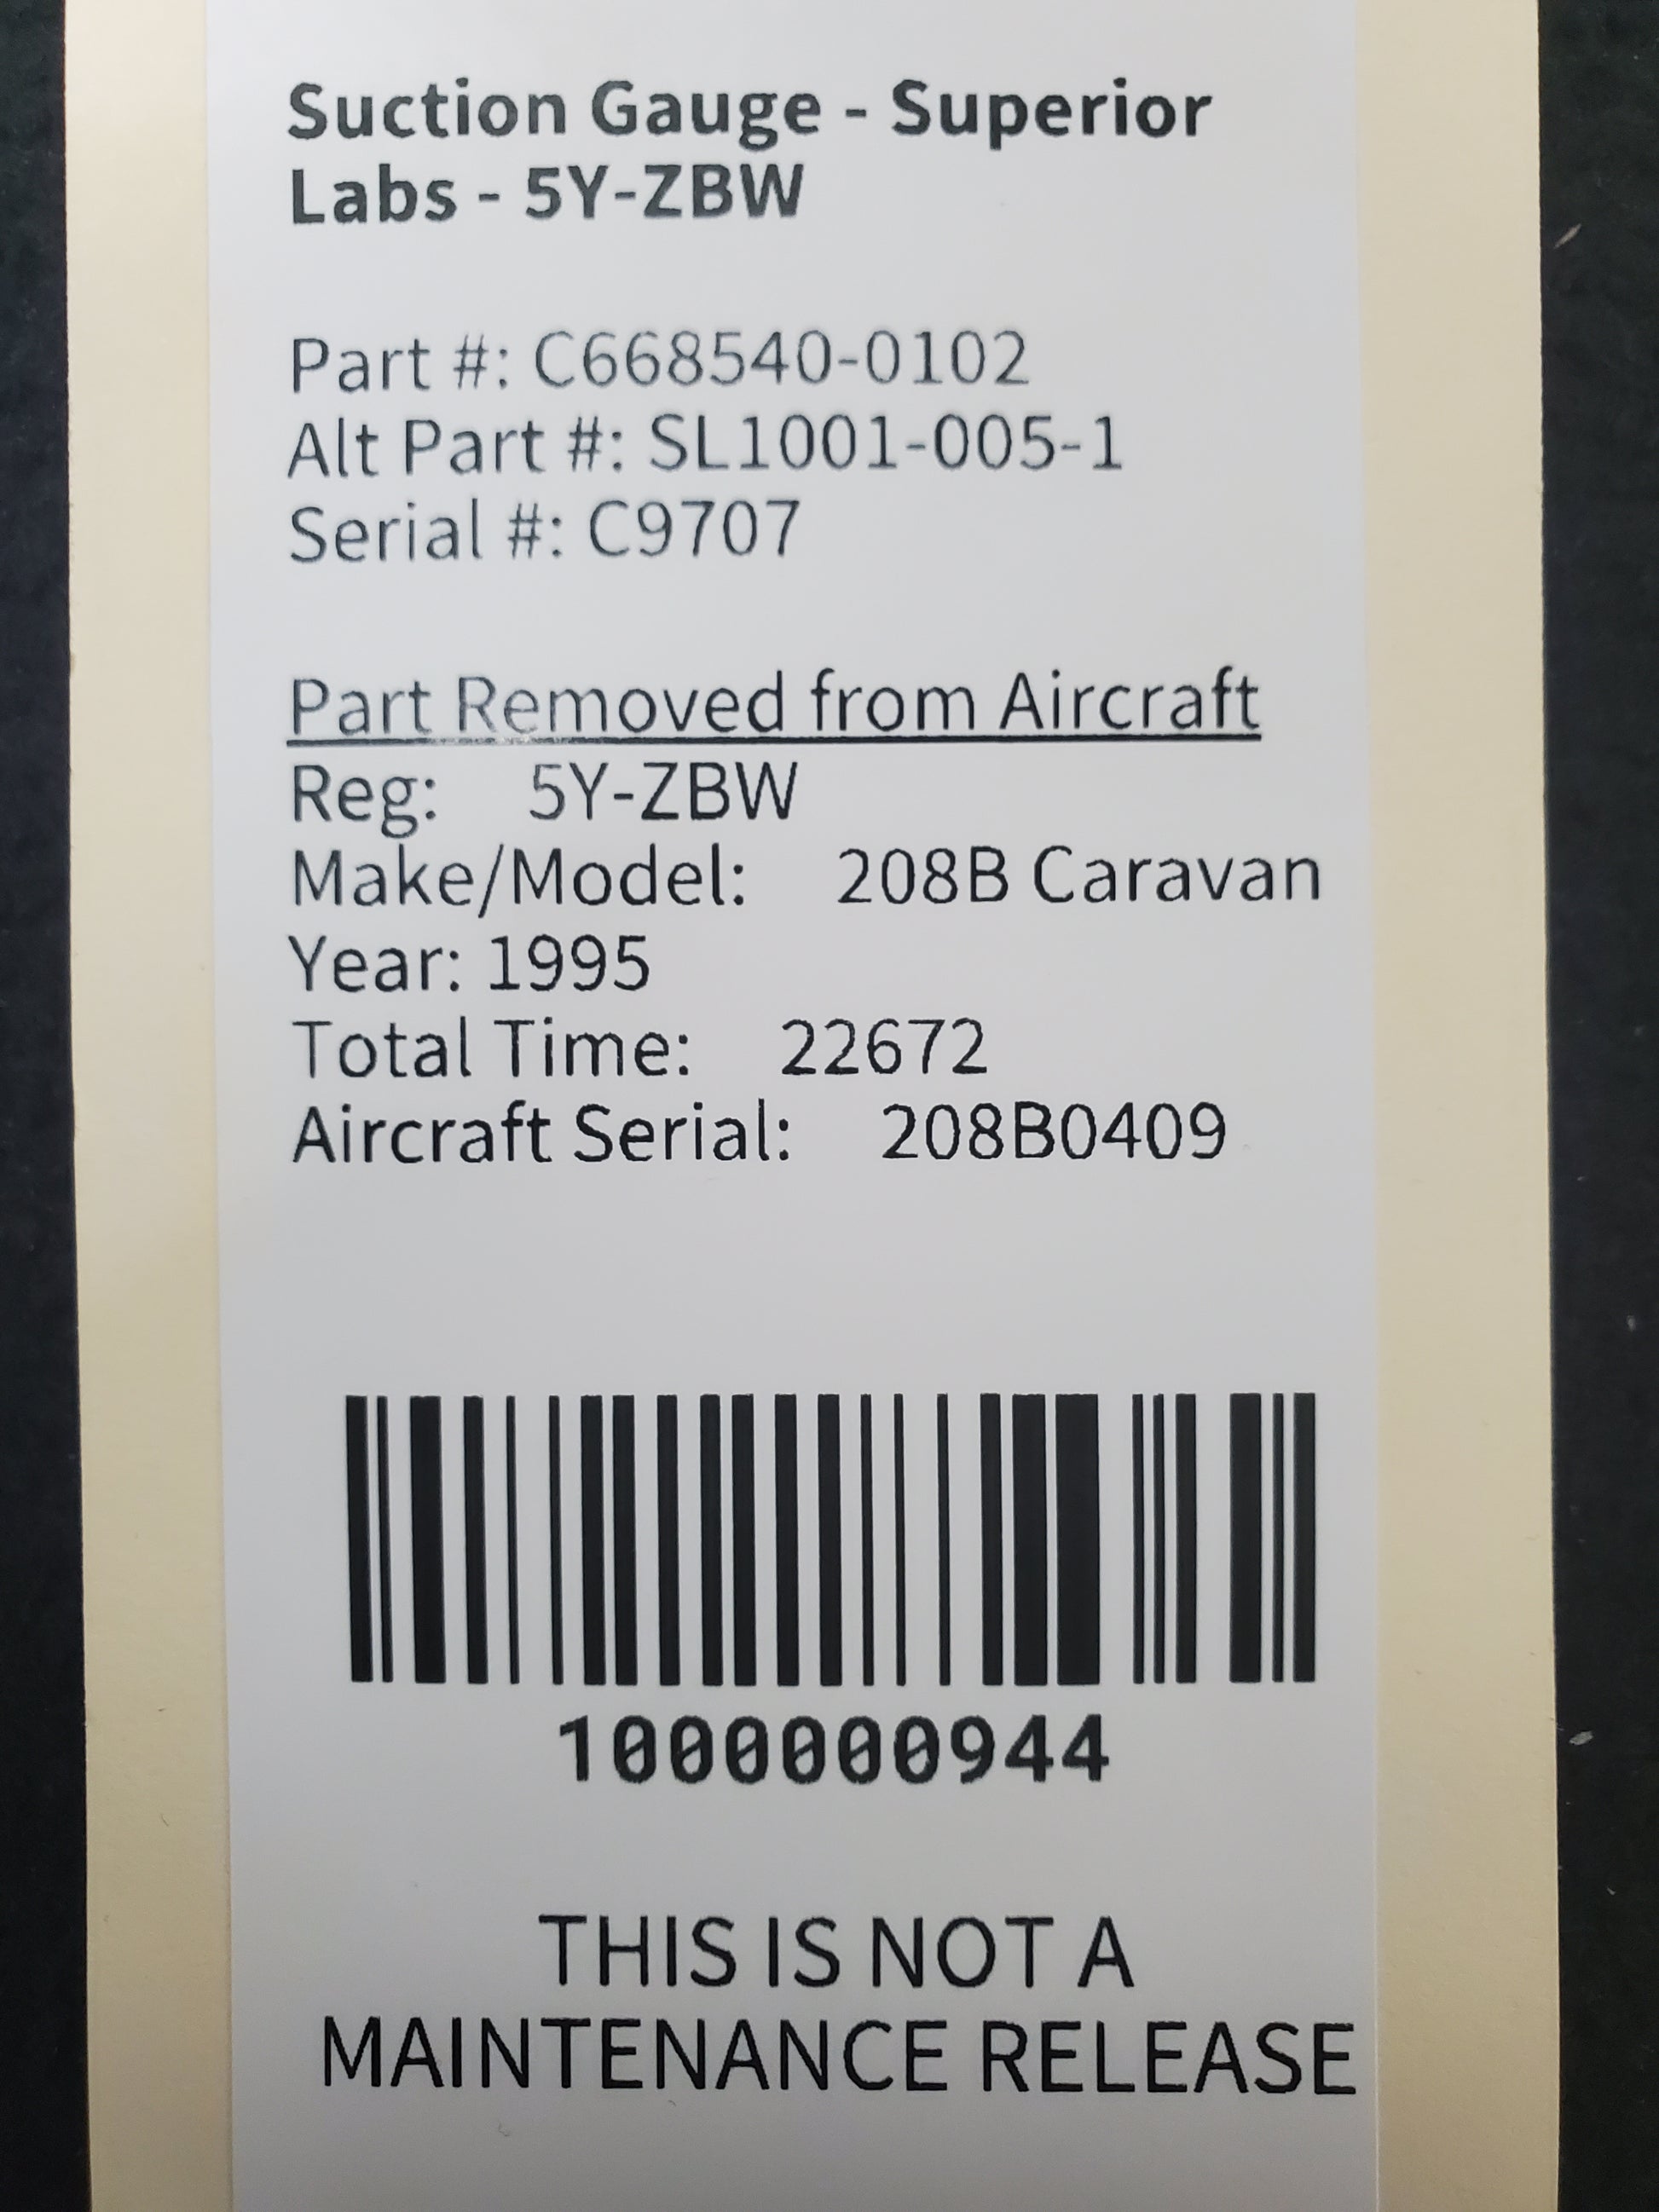 Suction Gauge - Superior
Labs - 5Y-ZBW
Part #: C668540-0102
Alt Part #: SL1001-005-1
Serial #: C9707
Part Removed from Aircraft
Reg: 5Y-ZBW
Make/Model: 208B Caravan
Year: 1995
Total Time: 22672
Aircraft Serial: 208B0409
1000000944
THIS IS NOT A
MAINTENANCE RELEASE